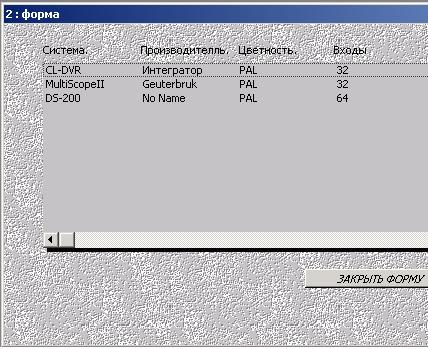 2 : форма
Система. Производителль. Цветность. Входы
CL-DVR Интегратор PAL 32
MultiScopeII Geuterbruk PAL 32
DS-200 No Name PAL 64
ЗАКРЫТЬ ФОРМУ